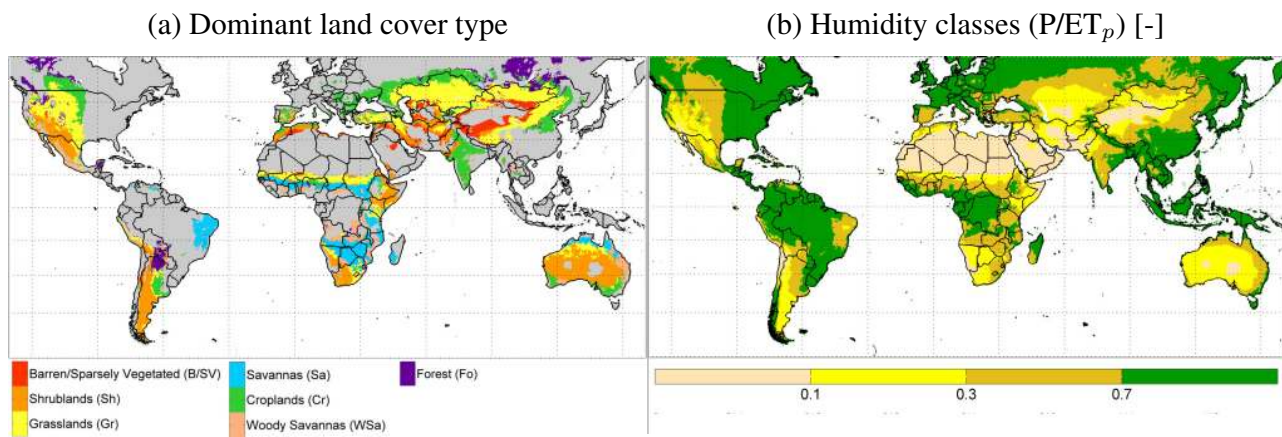 (a) Dominant land cover type
(b) Humidity classes (P/ETp) [-]
Barren/Sparsely Vegetated (B/SV)
Shrublands (Sh)
Grasslands (Gr)
Savannas (Sa)
Croplands (Cr)
Woody Savannas (WSa)
Forest (Fo)
0.1 0.3 0.7